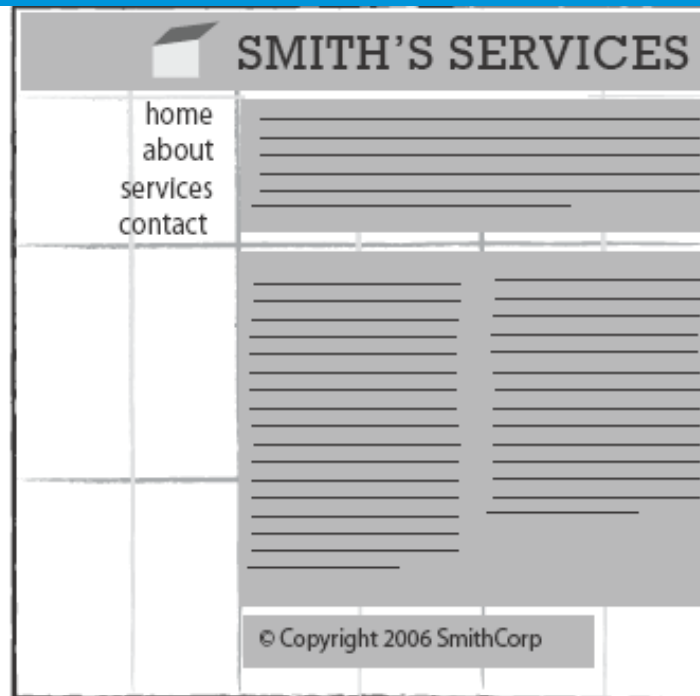 SMITH’S SERVICES
home
about
services
contact
© Copyright 2006 SmithCorp